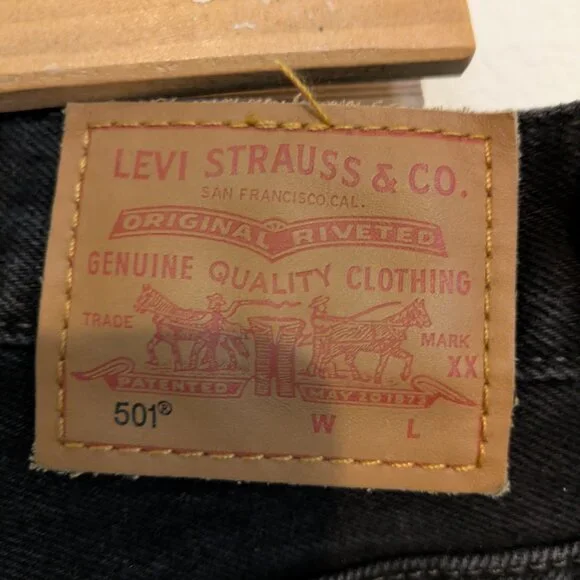 LEVI STRAUSS & CO.
SAN FRANCISCO, CAL.
ORIGINAL RIVETED
GENUINE QUALITY CLOTHING
TRADE MARK
XX
PATENTED MAY 20 1873
501®
W L